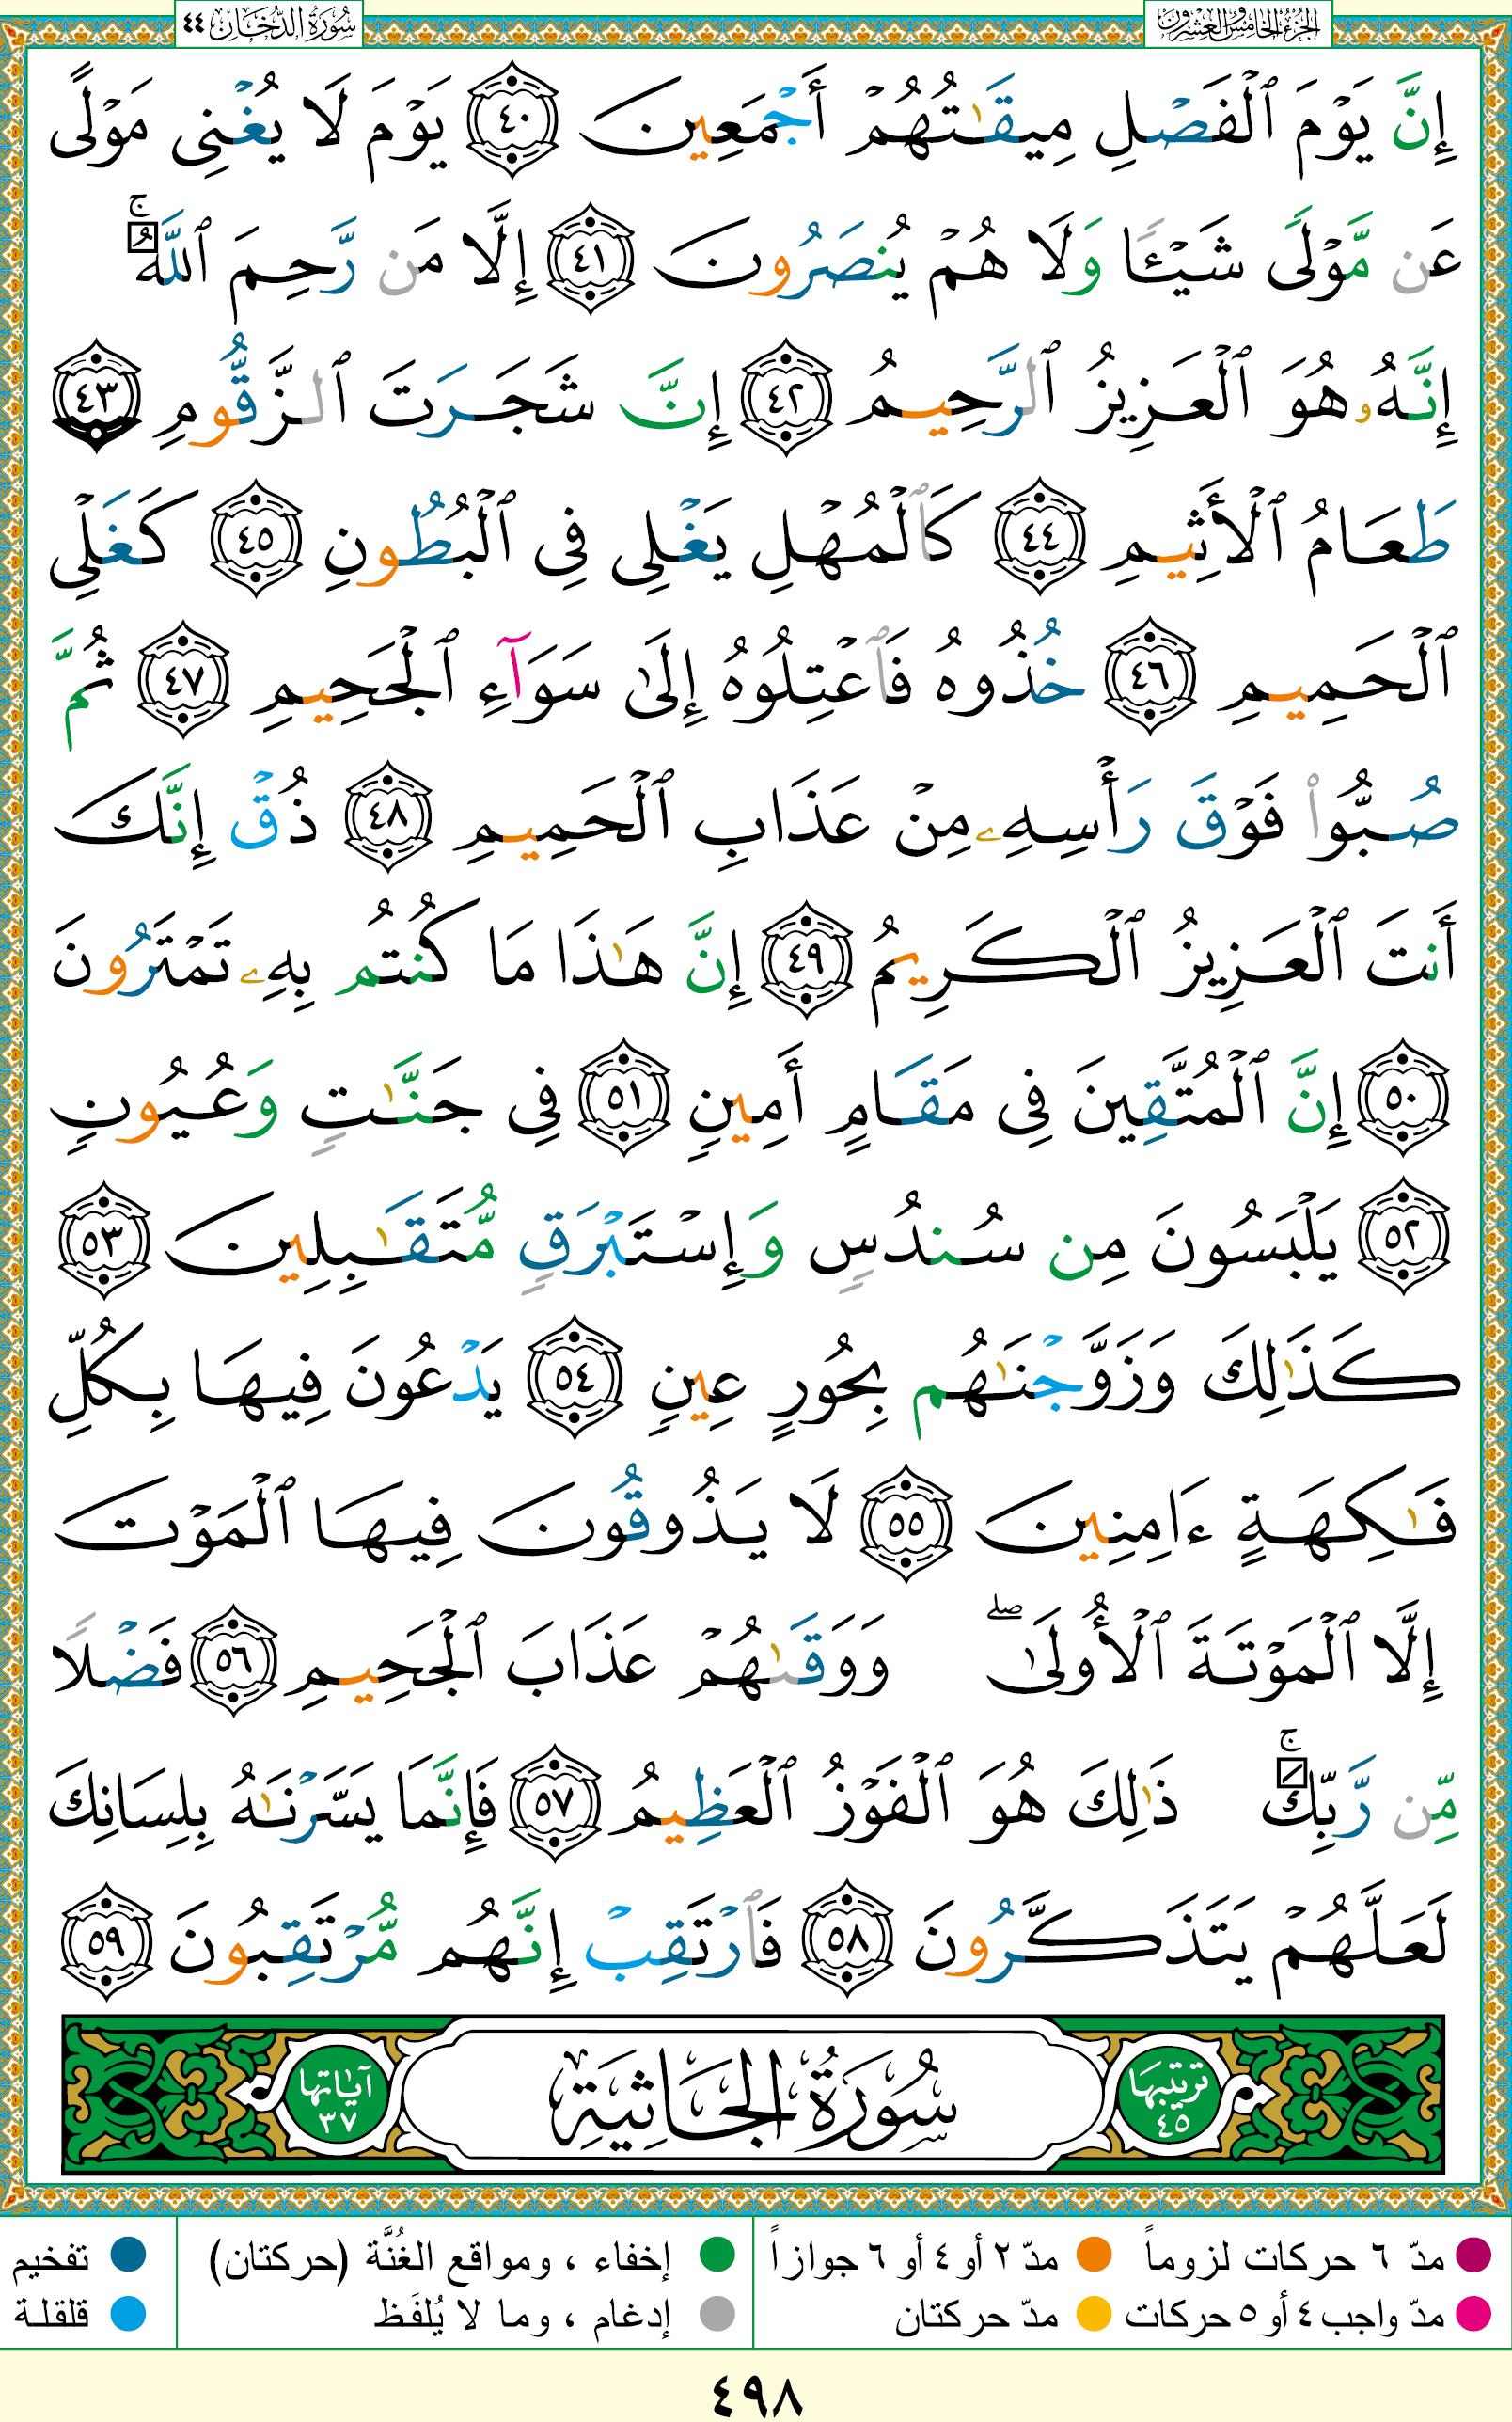 الجزء الخامس والعشرون
سُورَةُ الدُّخَانِ ٤٤
إِنَّ يَوْمَ ٱلْفَصْلِ مِيقَٰتُهُمْ أَجْمَعِينَ ٤٠ يَوْمَ لَا يُغْنِى مَوْلًى
عَن مَّوْلًى شَيْـًٔا وَلَا هُمْ يُنصَرُونَ ٤١ إِلَّا مَن رَّحِمَ ٱللَّهُ ۚ
إِنَّهُۥ هُوَ ٱلْعَزِيزُ ٱلرَّحِيمُ ٤٢ إِنَّ شَجَرَتَ ٱلزَّقُّومِ ٤٣
طَعَامُ ٱلْأَثِيمِ ٤٤ كَٱلْمُهْلِ يَغْلِى فِى ٱلْبُطُونِ ٤٥ كَغَلْىِ
ٱلْحَمِيمِ ٤٦ خُذُوهُ فَٱعْتِلُوهُ إِلَىٰ سَوَآءِ ٱلْجَحِيمِ ٤٧ ثُمَّ
صُبُّوا۟ فَوْقَ رَأْسِهِۦ مِنْ عَذَابِ ٱلْحَمِيمِ ٤٨ ذُقْ إِنَّكَ
أَنتَ ٱلْعَزِيزُ ٱلْكَرِيمُ ٤٩ إِنَّ هَٰذَا مَا كُنتُم بِهِۦ تَمْتَرُونَ
٥٠ إِنَّ ٱلْمُتَّقِينَ فِى مَقَامٍ أَمِينٍ ٥١ فِى جَنَّٰتٍ وَعُيُونٍ
٥٢ يَلْبَسُونَ مِن سُندُسٍ وَإِسْتَبْرَقٍ مُّتَقَٰبِلِينَ ٥٣
كَذَٰلِكَ وَزَوَّجْنَٰهُم بِحُورٍ عِينٍ ٥٤ يَدْعُونَ فِيهَا بِكُلِّ
فَٰكِهَةٍ ءَامِنِينَ ٥٥ لَا يَذُوقُونَ فِيهَا ٱلْمَوْتَ
إِلَّا ٱلْمَوْتَةَ ٱلْأُولَىٰ ۖ وَوَقَىٰهُمْ عَذَابَ ٱلْجَحِيمِ ٥٦ فَضْلًا
مِّن رَّبِّكَ ۚ ذَٰلِكَ هُوَ ٱلْفَوْزُ ٱلْعَظِيمُ ٥٧ فَإِنَّمَا يَسَّرْنَٰهُ بِلِسَانِكَ
لَعَلَّهُمْ يَتَذَكَّرُونَ ٥٨ فَٱرْتَقِبْ إِنَّهُم مُّرْتَقِبُونَ ٥٩
ترتيبها ٤٥ سُورَةُ الجَاثِيَةِ آياتها ٣٧
مدّ ٦ حركات لزوماً مدّ ٢ أو ٤ أو ٦ جوازاً إخفاء ، ومواقع الغُنَّة (حركتان) تفخيم
مدّ واجب ٤ أو ٥ حركات مدّ حركتان إدغام ، وما لا يُلفَظ قلقلة
٤٩٨